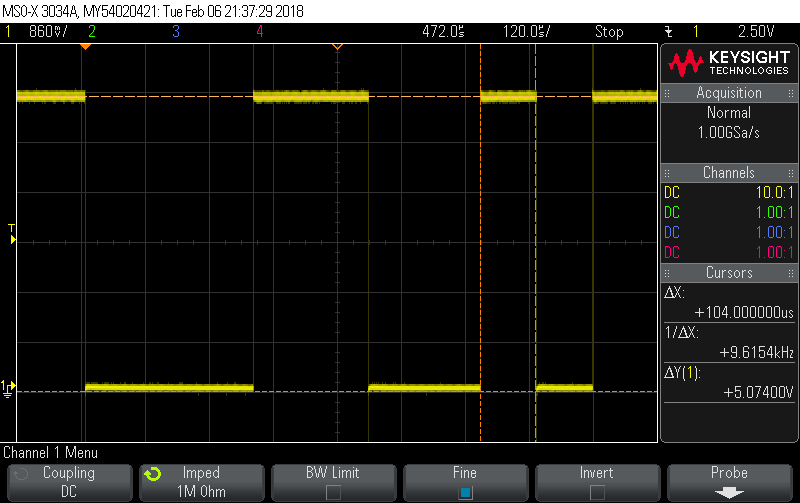 MSO-X 3034A, MY54020421: Tue Feb 06 21:37:29 2018
1 860mV/ 2 3 4 472.0us 120.0us/ Stop 1 2.50V
KEYSIGHT
TECHNOLOGIES
Acquisition
Normal
1.00GSa/s
Channels
DC 10.0:1
DC 1.00:1
DC 1.00:1
DC 1.00:1
Cursors
ΔX:
+104.000000us
1/ΔX:
+9.6154kHz
ΔY(1):
+5.07400V
T
1
Channel 1 Menu
Coupling
DC
Imped
1M Ohm
BW Limit
Fine
Invert
Probe